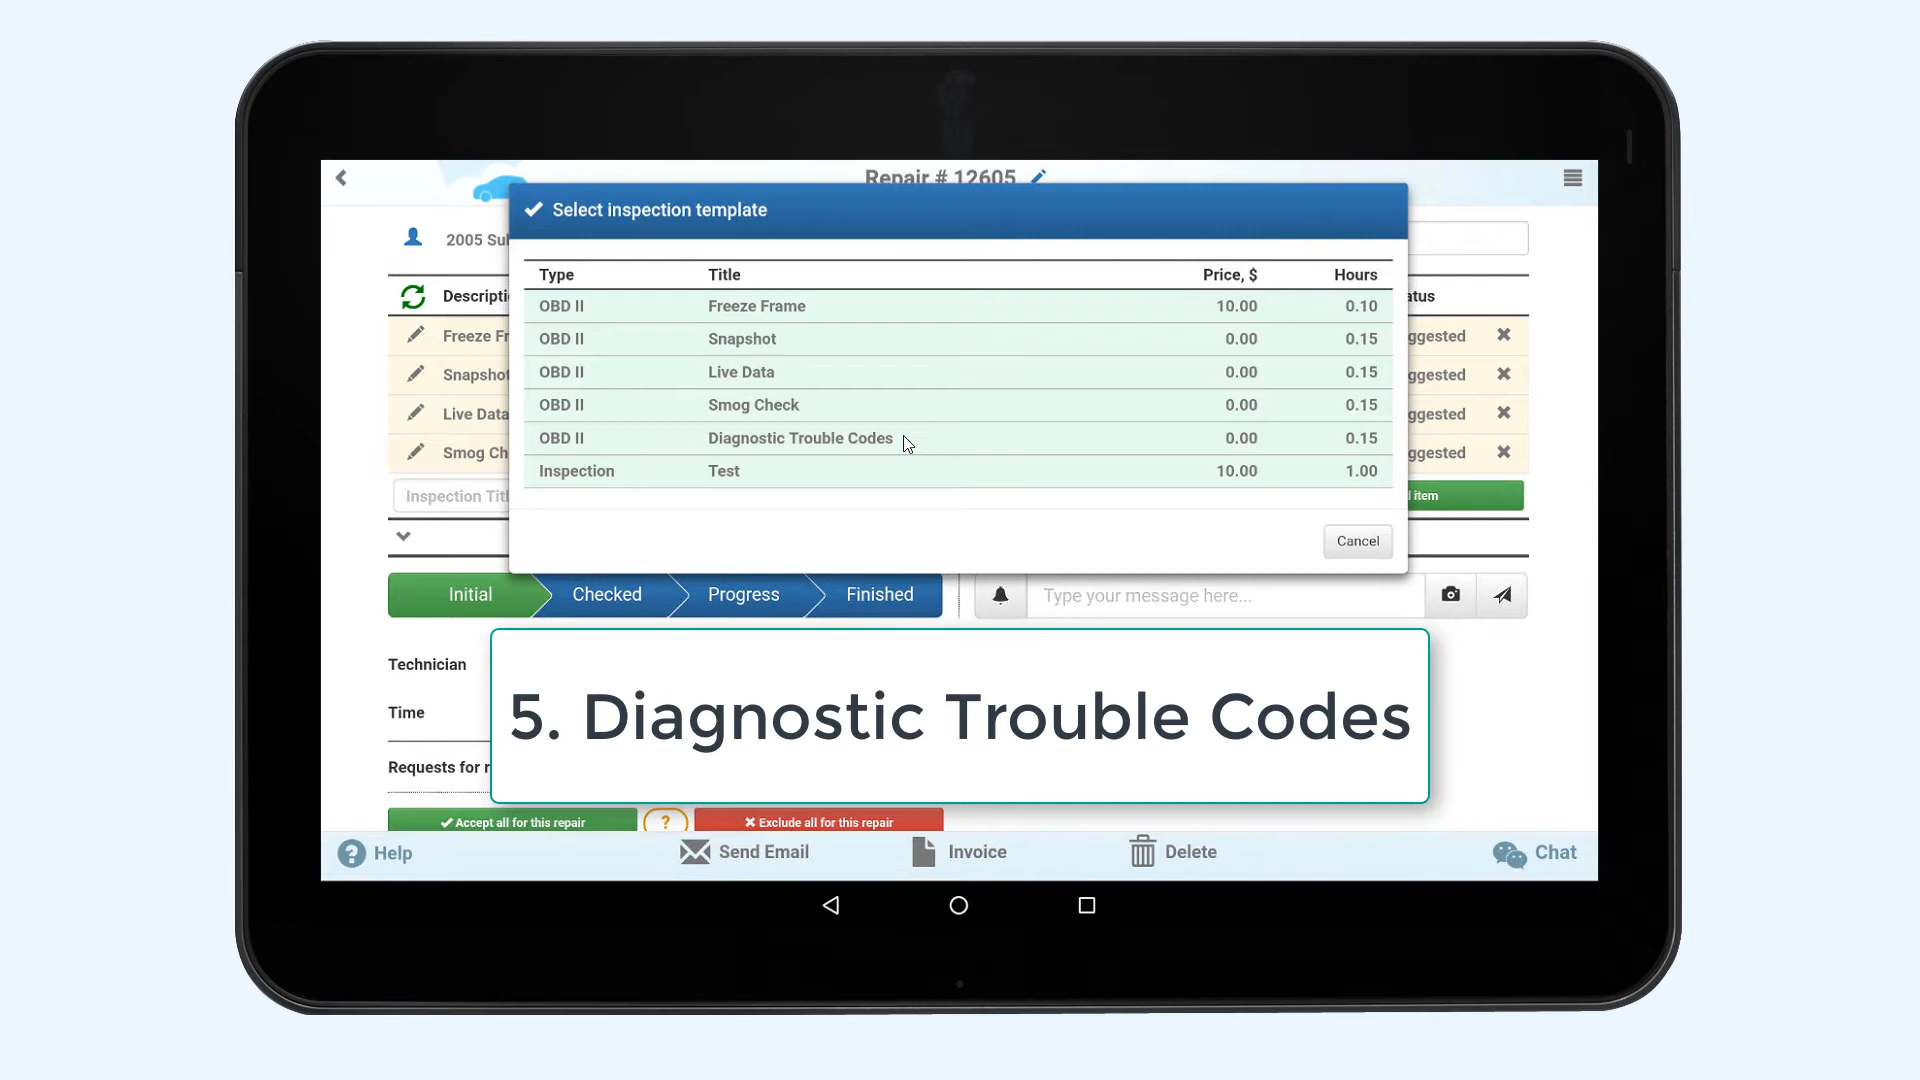 Repair # 12605
Select inspection template
2005 Su
Type Title Price, $ Hours
Descripti
atus
OBD II Freeze Frame 10.00 0.10
Freeze Fr
ggested
OBD II Snapshot 0.00 0.15
Snapshot
ggested
OBD II Live Data 0.00 0.15
Live Data
ggested
OBD II Smog Check 0.00 0.15
Smog Ch
ggested
OBD II Diagnostic Trouble Codes 0.00 0.15
Inspection Test 10.00 1.00
Inspection Titl
item
Cancel
Initial Checked Progress Finished
Type your message here...
Technician
5. Diagnostic Trouble Codes
Time
Requests for r
Accept all for this repair ? Exclude all for this repair
? Help Send Email Invoice Delete Chat